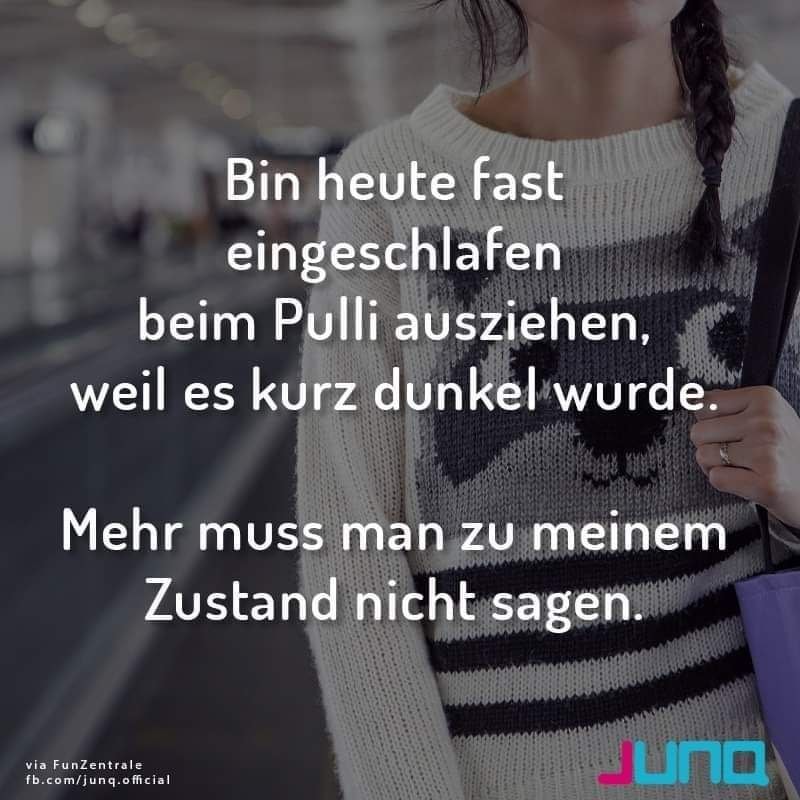 Bin heute fast
eingeschlafen
beim Pulli ausziehen,
weil es kurz dunkel wurde.
Mehr muss man zu meinem
Zustand nicht sagen.
via FunZentrale
fb.com/junq.official
JUNQ